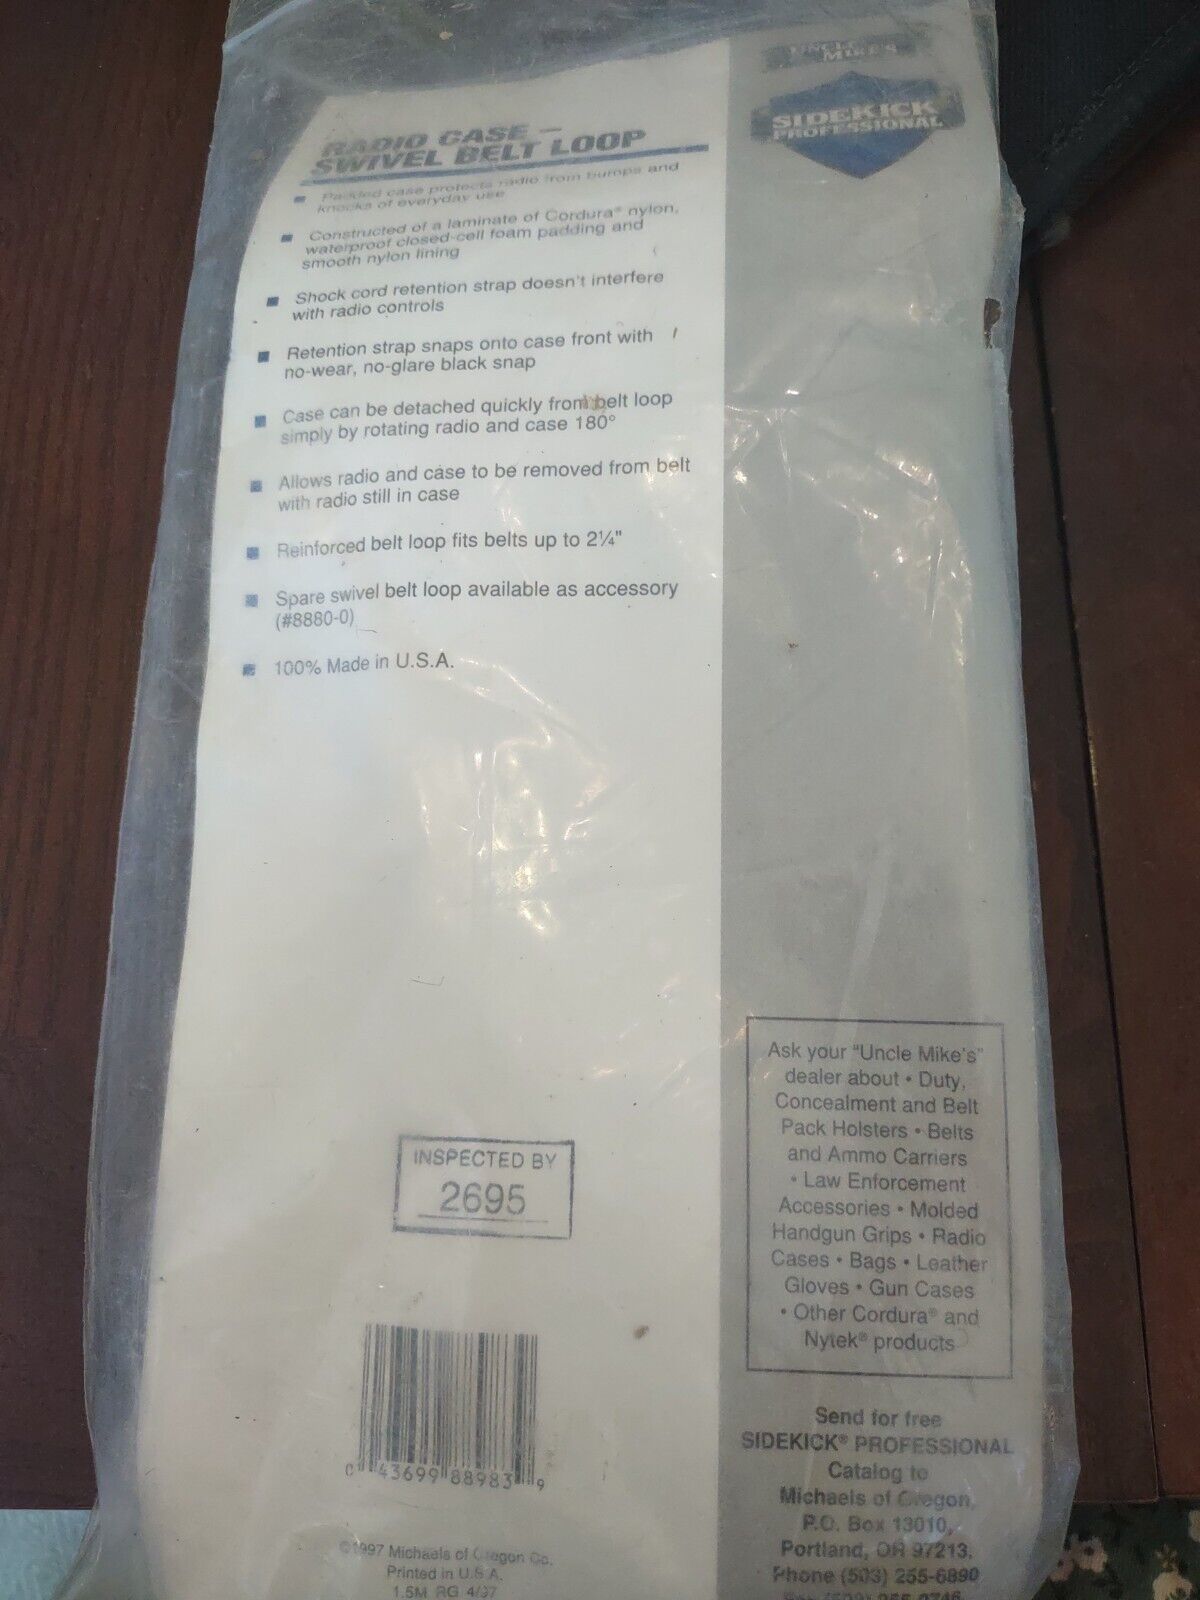 UNCLE
MIKE'S
SIDEKICK
PROFESSIONAL
RADIO CASE –
SWIVEL BELT LOOP
▪ Padded case protects radio from bumps and
knocks of everyday use
▪ Constructed of a laminate of Cordura® nylon,
waterproof closed-cell foam padding and
smooth nylon lining
▪ Shock cord retention strap doesn't interfere
with radio controls
▪ Retention strap snaps onto case front with
no-wear, no-glare black snap
▪ Case can be detached quickly from belt loop
simply by rotating radio and case 180°
▪ Allows radio and case to be removed from belt
with radio still in case
▪ Reinforced belt loop fits belts up to 2¼"
▪ Spare swivel belt loop available as accessory
(#8880-0)
▪ 100% Made in U.S.A.
INSPECTED BY
2695
0 43699 88983 9
©1997 Michaels of Oregon Co.
Printed in U.S.A.
1.5M RG 4/97
Ask your "Uncle Mike's"
dealer about • Duty,
Concealment and Belt
Pack Holsters • Belts
and Ammo Carriers
• Law Enforcement
Accessories • Molded
Handgun Grips • Radio
Cases • Bags • Leather
Gloves • Gun Cases
• Other Cordura® and
Nytek® products
Send for free
SIDEKICK® PROFESSIONAL
Catalog to
Michaels of Oregon,
P.O. Box 13010,
Portland, OR 97213.
Phone (503) 255-6890